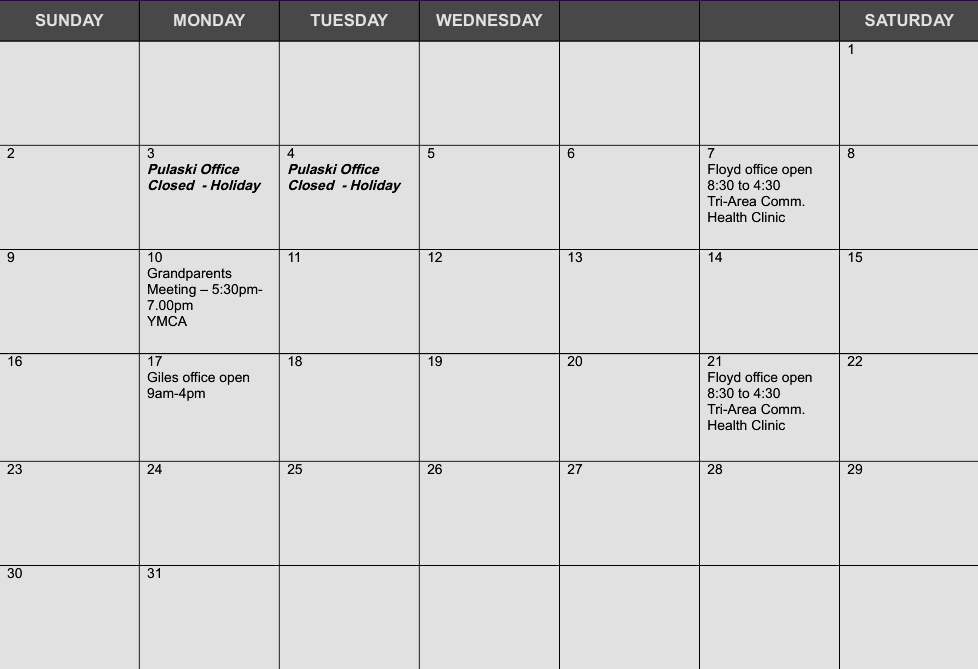 SUNDAY MONDAY TUESDAY WEDNESDAY SATURDAY
1
2
3
Pulaski Office
Closed - Holiday
4
Pulaski Office
Closed - Holiday
5
6
7
Floyd office open
8:30 to 4:30
Tri-Area Comm.
Health Clinic
8
9
10
Grandparents
Meeting – 5:30pm-
7.00pm
YMCA
11
12
13
14
15
16
17
Giles office open
9am-4pm
18
19
20
21
Floyd office open
8:30 to 4:30
Tri-Area Comm.
Health Clinic
22
23
24
25
26
27
28
29
30
31